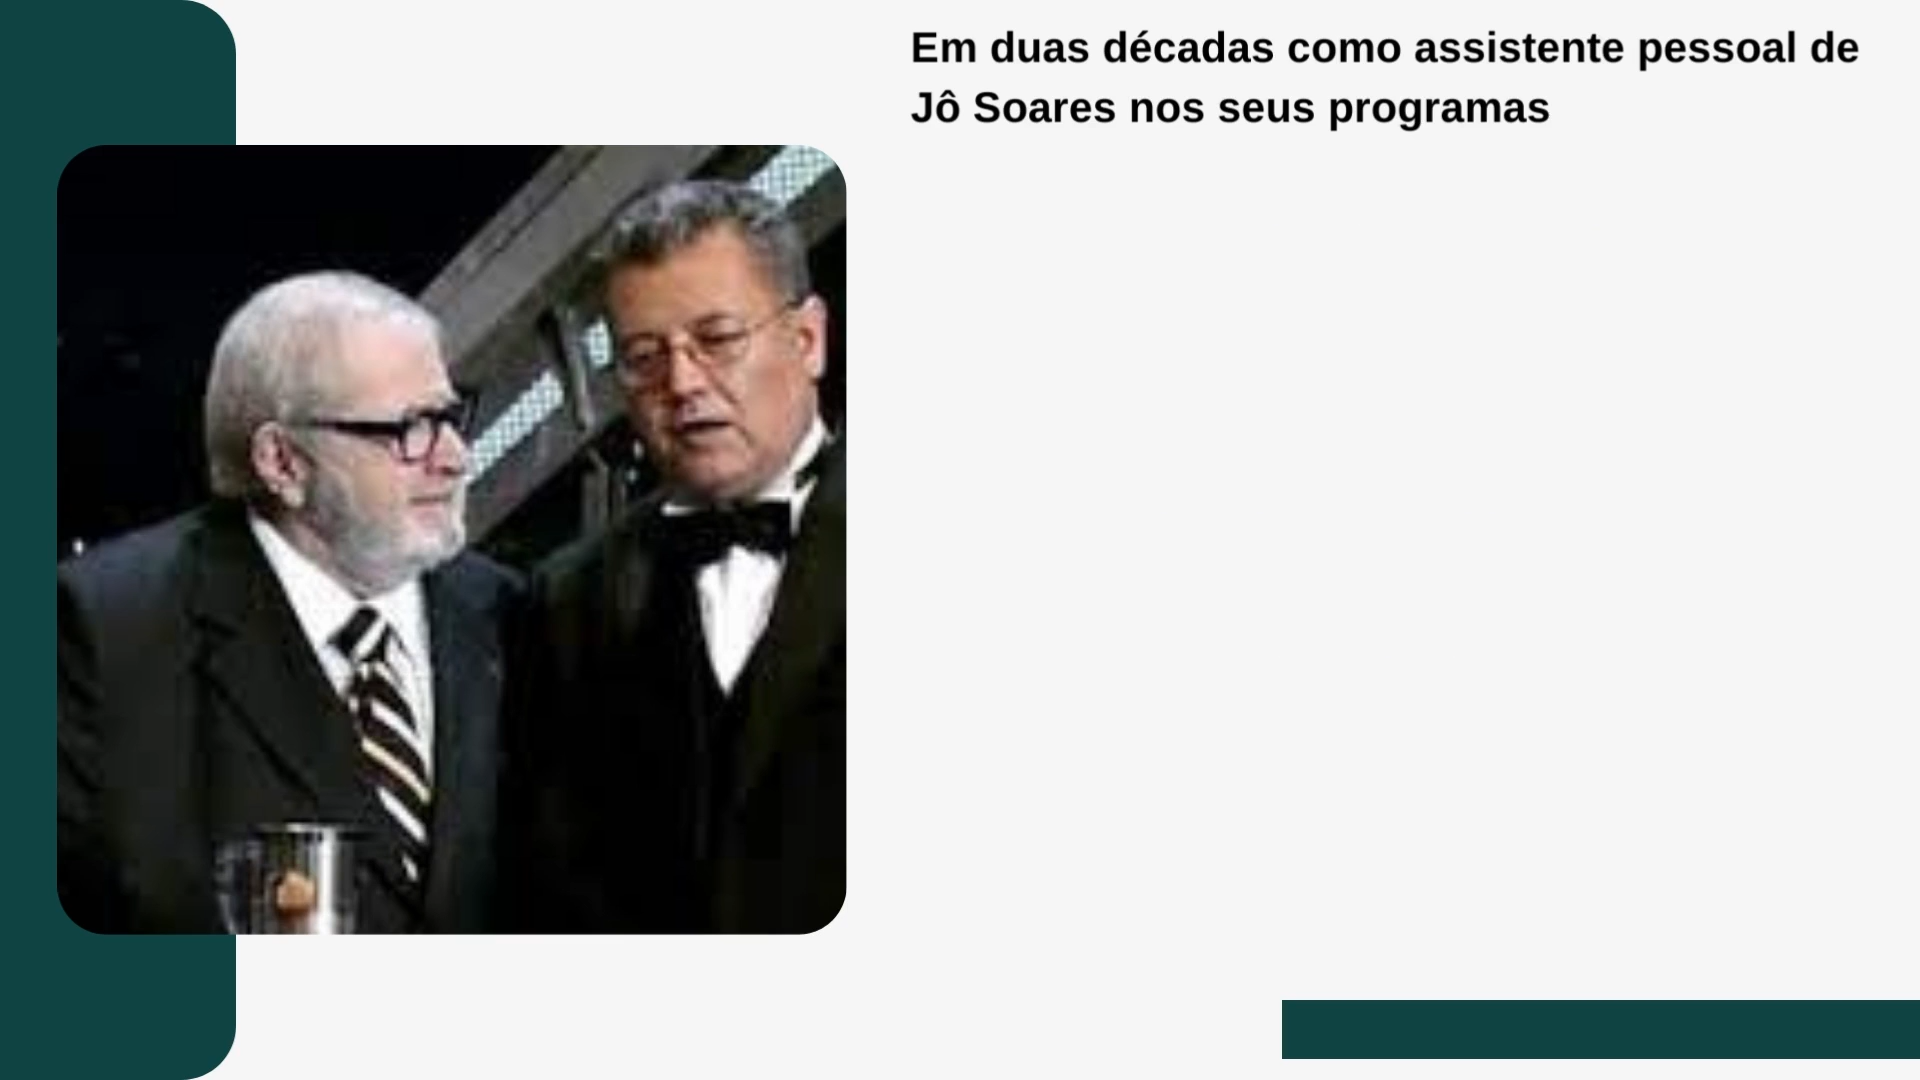 Em duas décadas como assistente pessoal de
Jô Soares nos seus programas